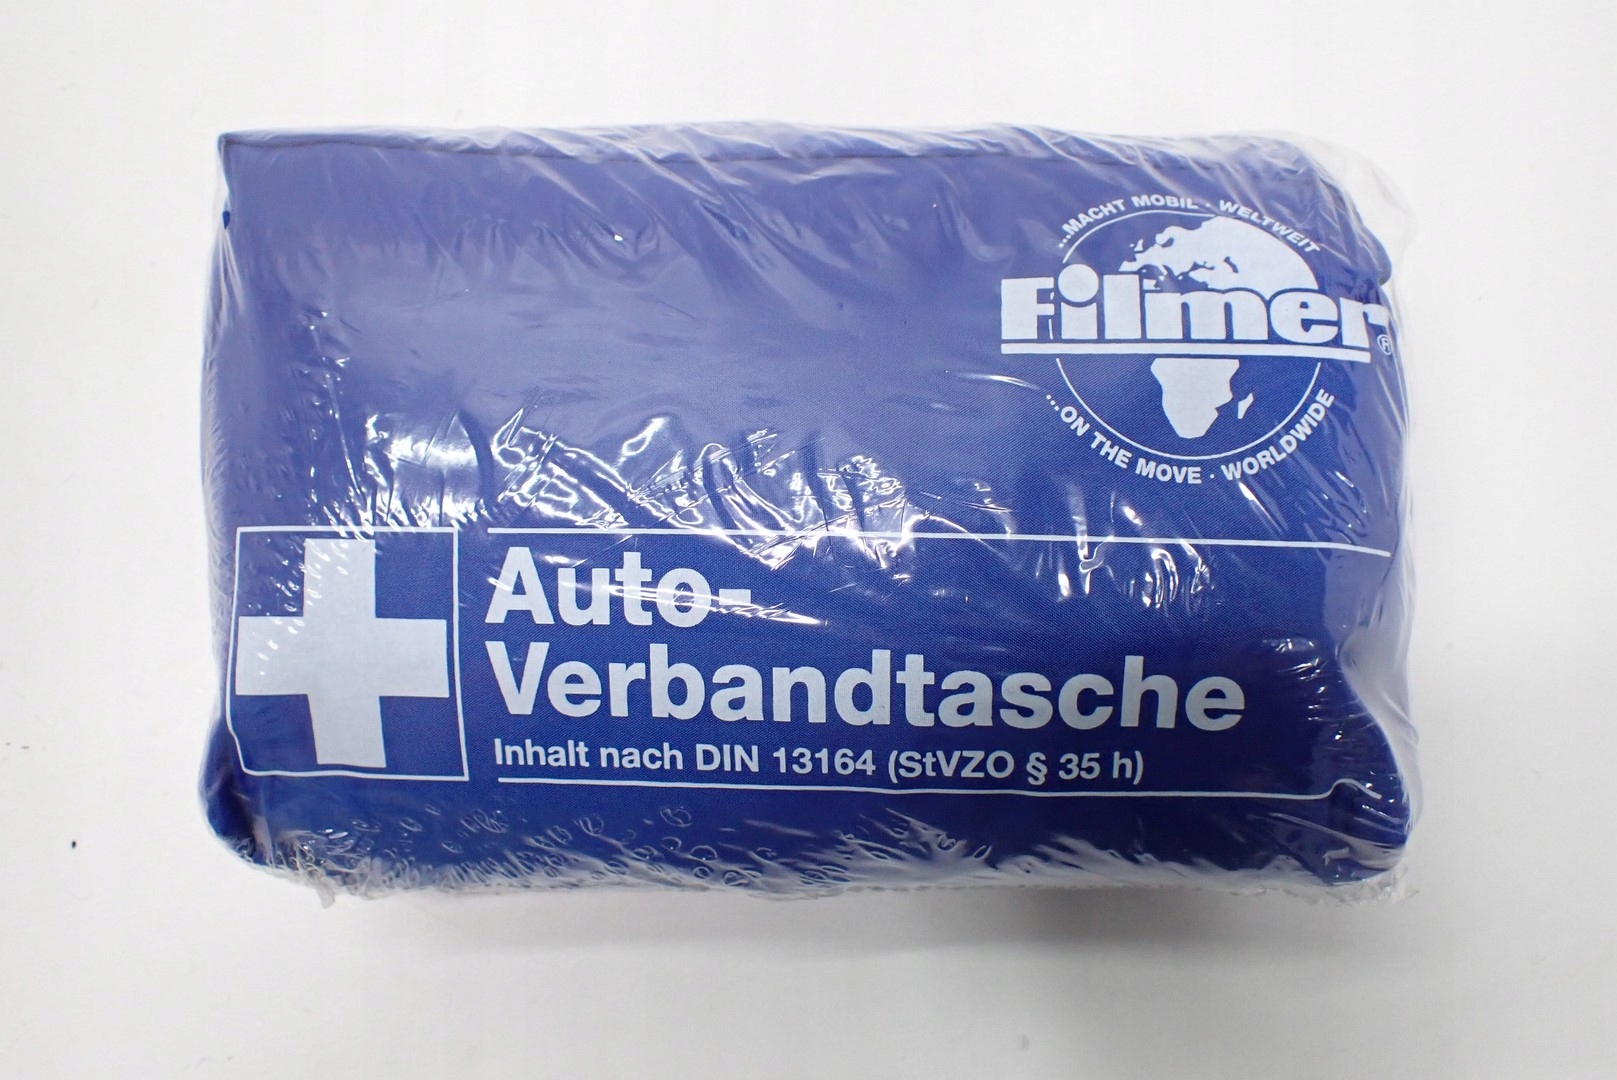 ...MACHT MOBIL · WELTWEIT
Filmer®
...ON THE MOVE · WORLDWIDE
Auto-
Verbandtasche
Inhalt nach DIN 13164 (StVZO § 35 h)